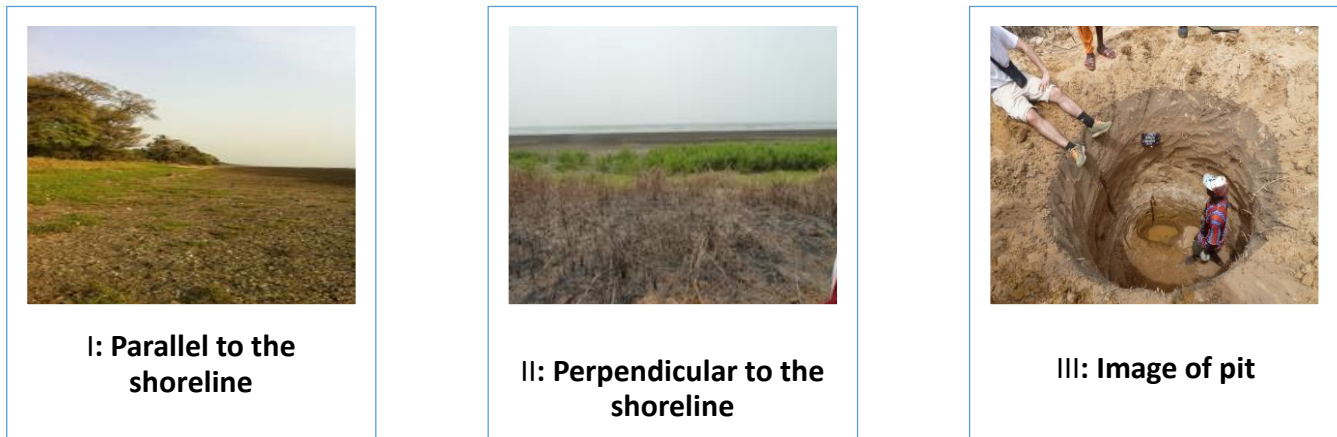 I: Parallel to the
shoreline
II: Perpendicular to the
shoreline
III: Image of pit